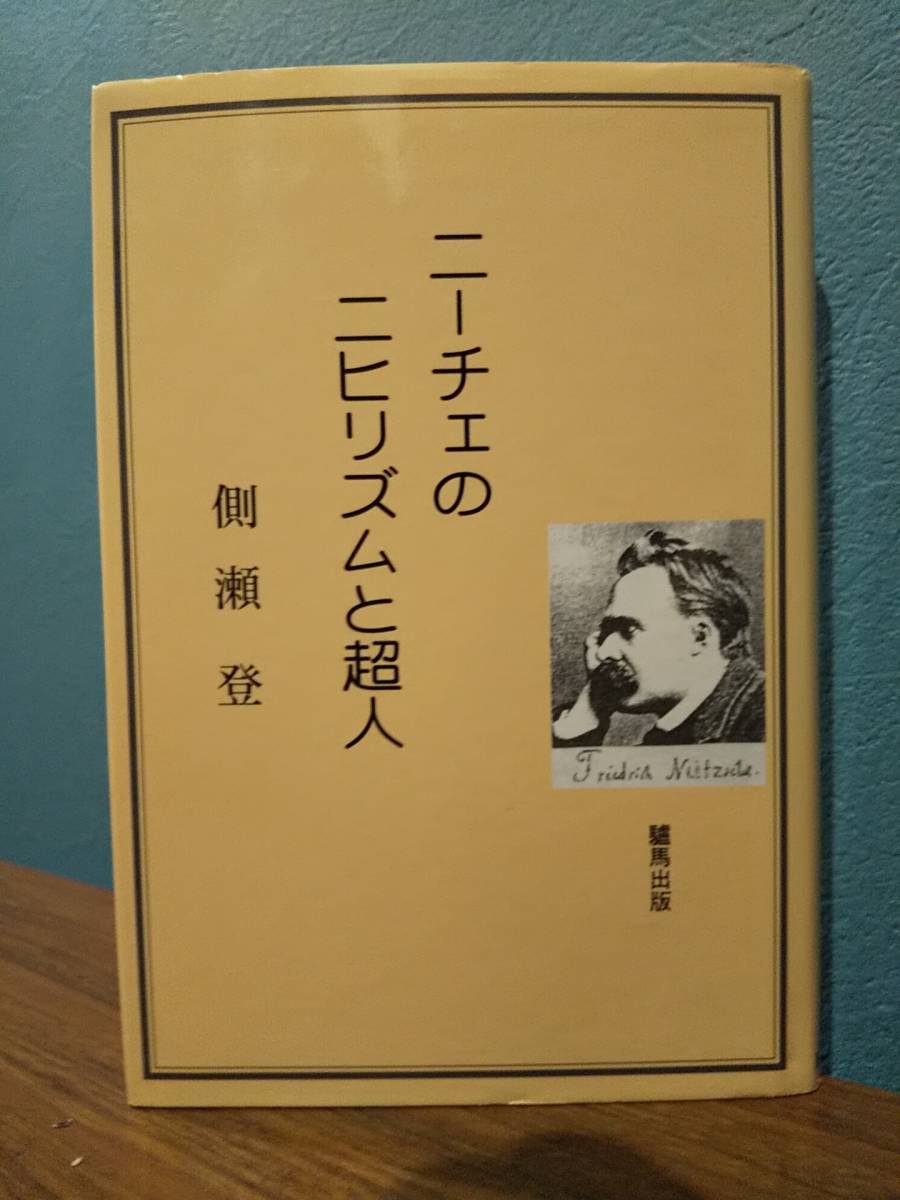 ニーチェの
ニヒリズムと超人
側瀬登
Friedrich Nietzsche.
驢馬出版